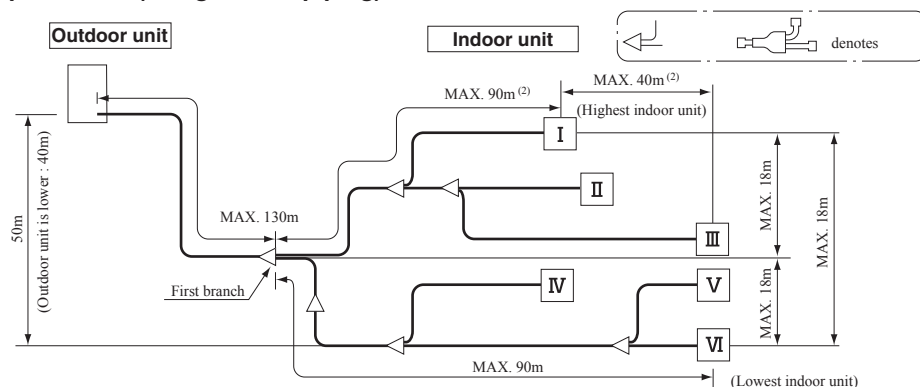 Outdoor unit
Indoor unit
denotes
MAX. 40m (2)
MAX. 90m (2)
(Highest indoor unit)
I
II
III
MAX. 130m
50m
(Outdoor unit is lower : 40m)
MAX. 18m
MAX. 18m
MAX. 18m
First branch
IV
V
VI
MAX. 90m
(Lowest indoor unit)